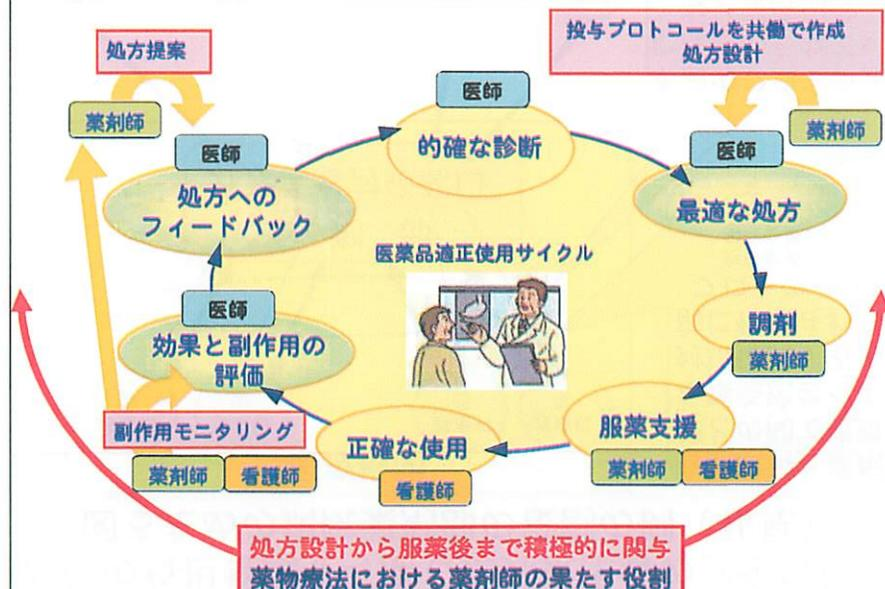 処方提案
薬剤師
投与プロトコールを共働で作成
処方設計
薬剤師
医師
的確な診断
医師
最適な処方
医師
処方への
フィードバック
医薬品適正使用サイクル
調剤
薬剤師
医師
効果と副作用の
評価
服薬支援
薬剤師
看護師
正確な使用
看護師
副作用モニタリング
薬剤師
看護師
処方設計から服薬後まで積極的に関与
薬物療法における薬剤師の果たす役割